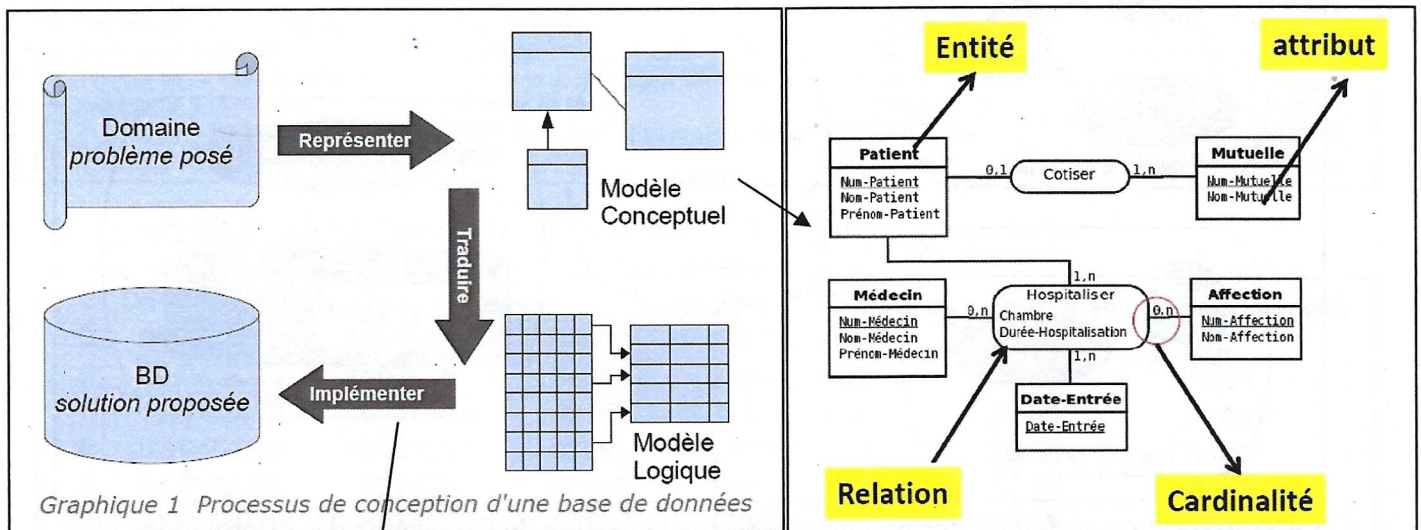 Domaine
problème posé
Représenter
Modèle
Conceptuel
Traduire
BD
solution proposée
Implémenter
Modèle
Logique
Graphique 1 Processus de conception d'une base de données
Entité
attribut
Patient
Num-Patient
Nom-Patient
Prénom-Patient
0,1
Cotiser
1,n
Mutuelle
Num-Mutuelle
Nom-Mutuelle
1,n
Médecin
Num-Médecin
Nom-Médecin
Prénom-Médecin
0,n
Hospitaliser
Chambre
Durée-Hospitalisation
0,n
Affection
Num-Affection
Nom-Affection
1,n
Date-Entrée
Date-Entrée
Relation
Cardinalité